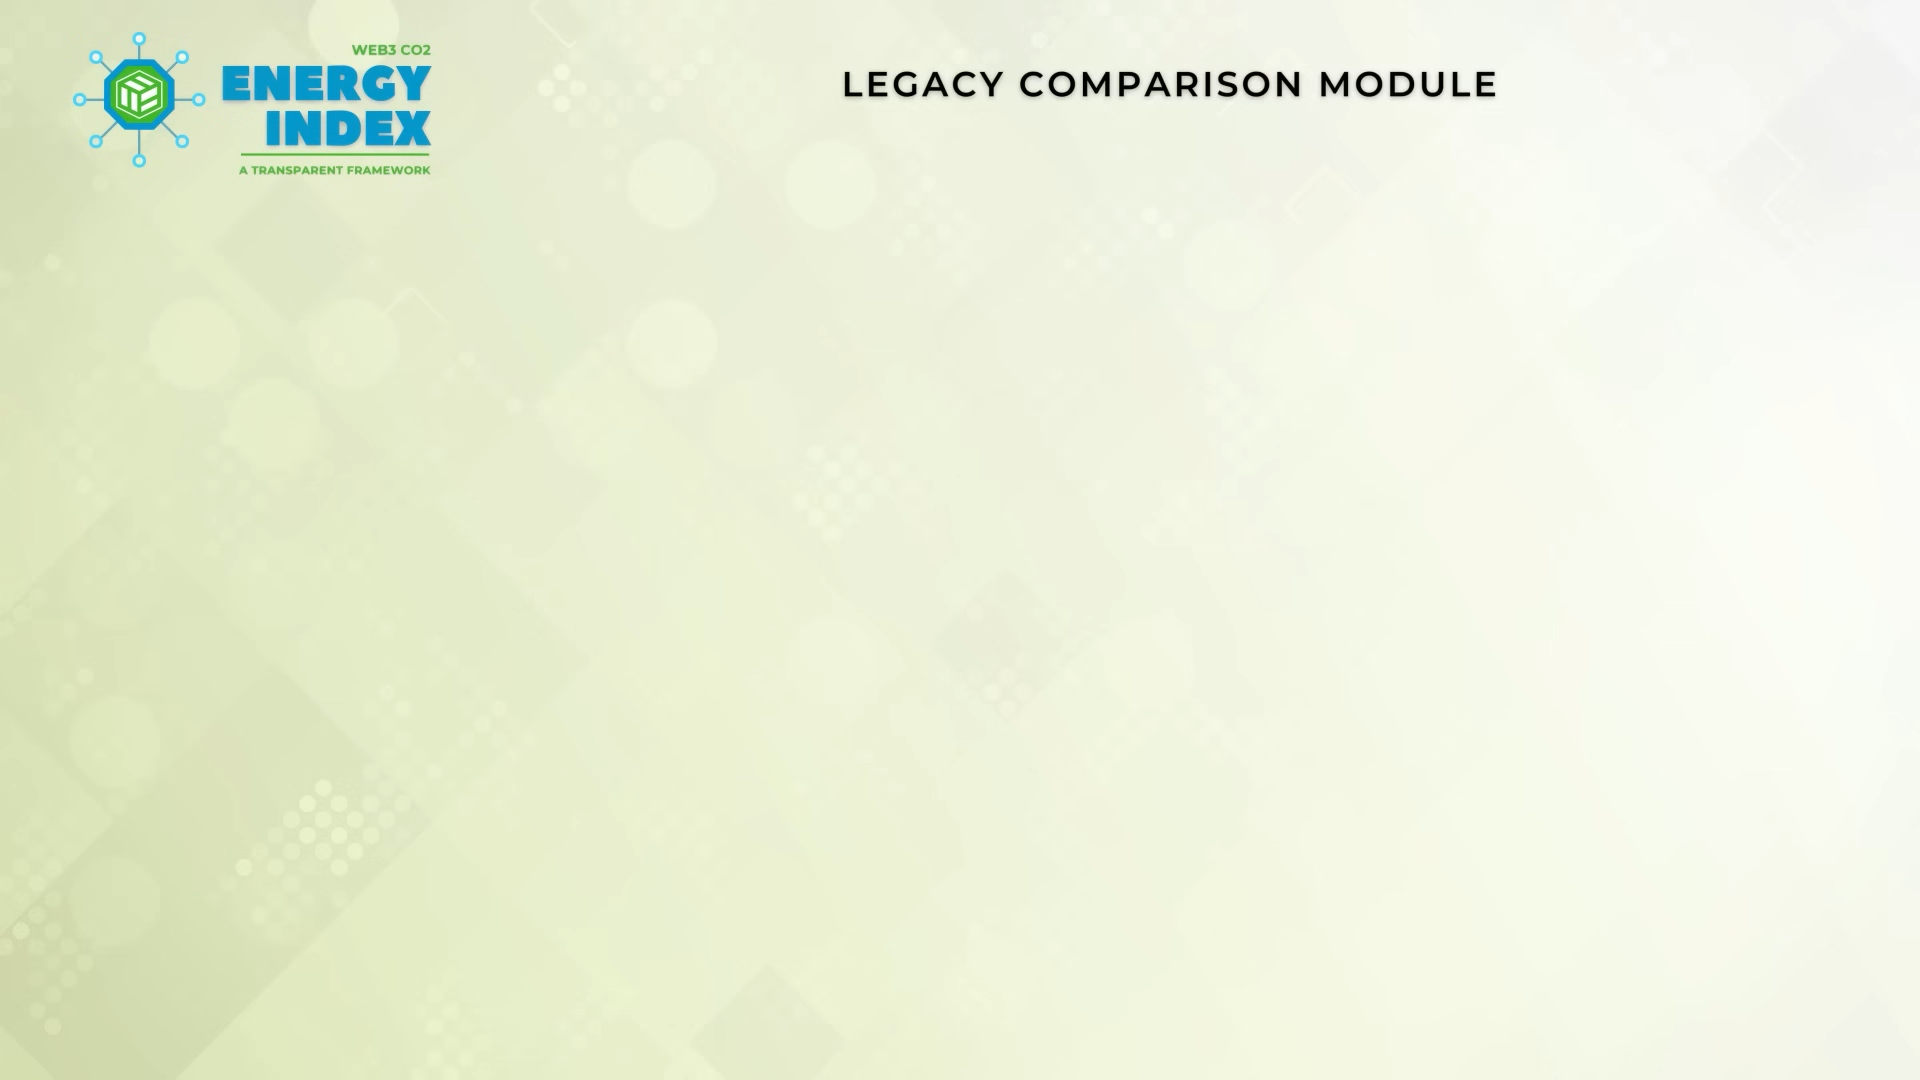 WEB3 CO2
ENERGY
INDEX
A TRANSPARENT FRAMEWORK
LEGACY COMPARISON MODULE